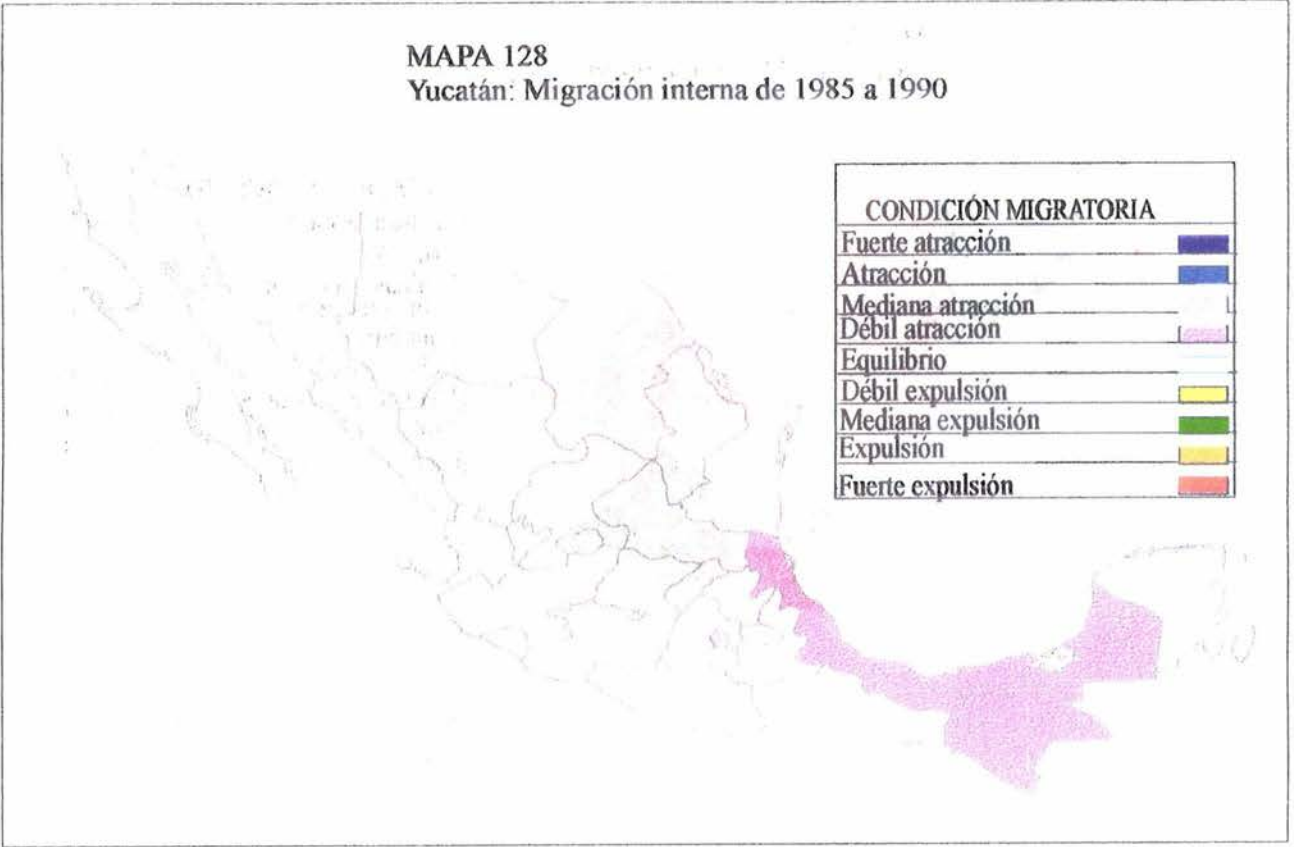 MAPA 128
Yucatán: Migración interna de 1985 a 1990
CONDICIÓN MIGRATORIA
Fuerte atracción
Atracción
Mediana atracción
Débil atracción
Equilibrio
Débil expulsión
Mediana expulsión
Expulsión
Fuerte expulsión